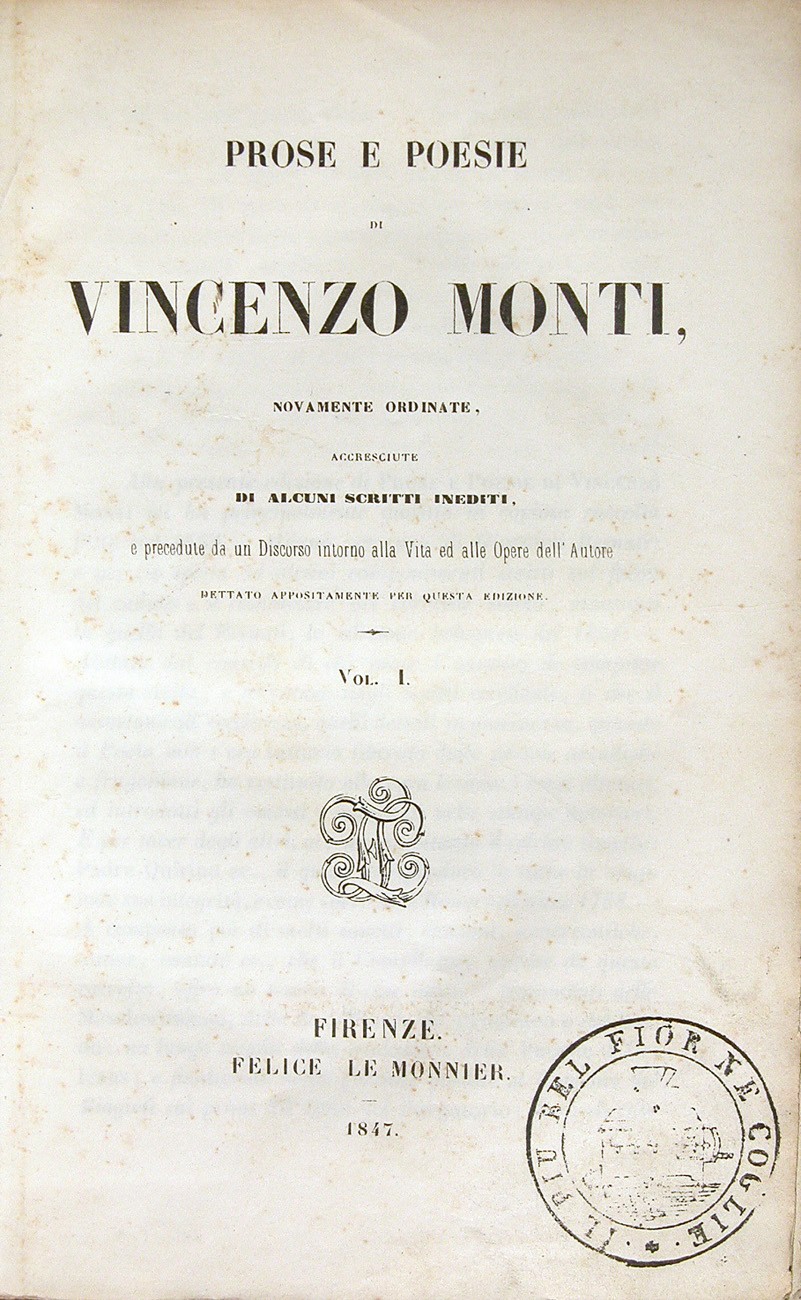 PROSE E POESIE
DI
VINCENZO MONTI,
NOVAMENTE ORDINATE,
ACCRESCIUTE
DI ALCUNI SCRITTI INEDITI,
e precedute da un Discorso intorno alla Vita ed alle Opere dell' Autore
DETTATO APPOSITAMENTE PER QUESTA EDIZIONE.
VOL. I.
FIRENZE.
FELICE LE MONNIER.
1847.
IL PIU BEL FIOR NE COGLIE